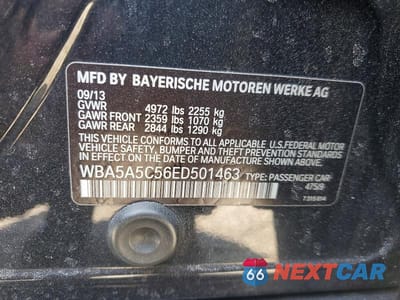 MFD BY BAYERISCHE MOTOREN WERKE AG
09/13
GVWR 4972 lbs 2255 kg
GAWR FRONT 2359 lbs 1070 kg
GAWR REAR 2844 lbs 1290 kg
THIS VEHICLE CONFORMS TO ALL APPLICABLE U.S.FEDERAL MOTOR
VEHICLE SAFETY, BUMPER AND THEFT PREVENTION
STANDARDS IN EFFECT ON THE DATE OF MANUFACTURE SHOWN ABOVE.
WBA5A5C56ED501463 TYPE: PASSENGER CAR
475/9
66 NEXTCAR